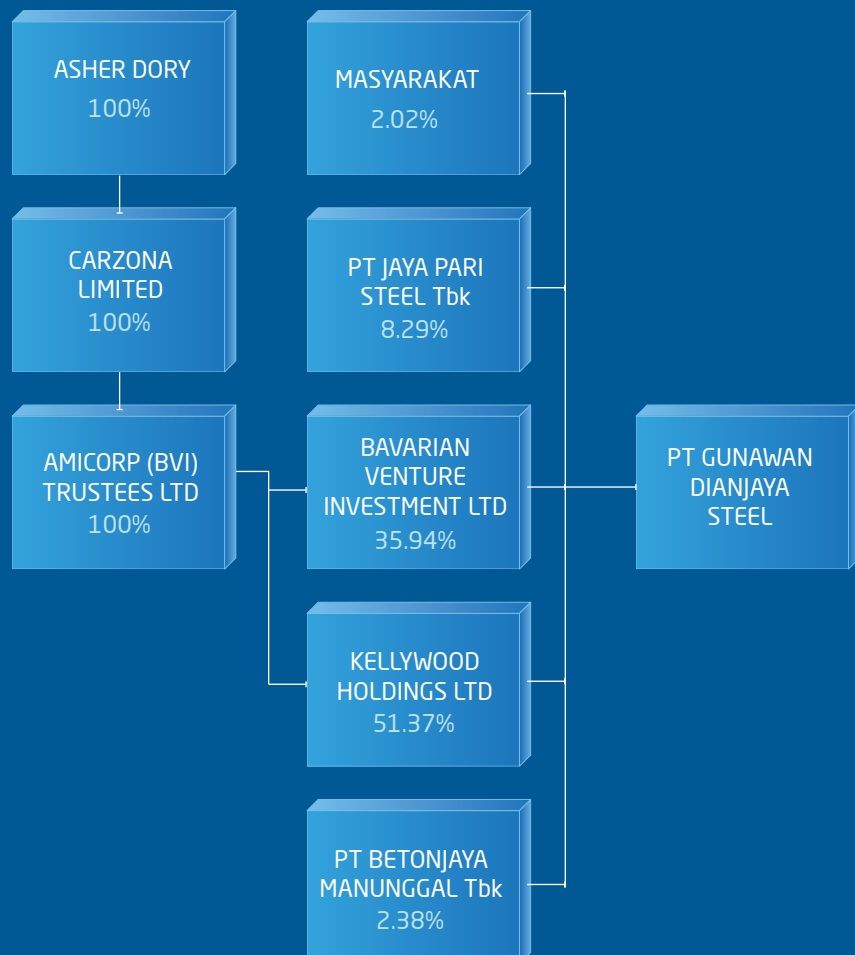 ASHER DORY
100%
CARZONA
LIMITED
100%
AMICORP (BVI)
TRUSTEES LTD
100%
MASYARAKAT
2.02%
PT JAYA PARI
STEEL Tbk
8.29%
BAVARIAN
VENTURE
INVESTMENT LTD
35.94%
KELLYWOOD
HOLDINGS LTD
51.37%
PT BETONJAYA
MANUNGGAL Tbk
2.38%
PT GUNAWAN
DIANJAYA
STEEL